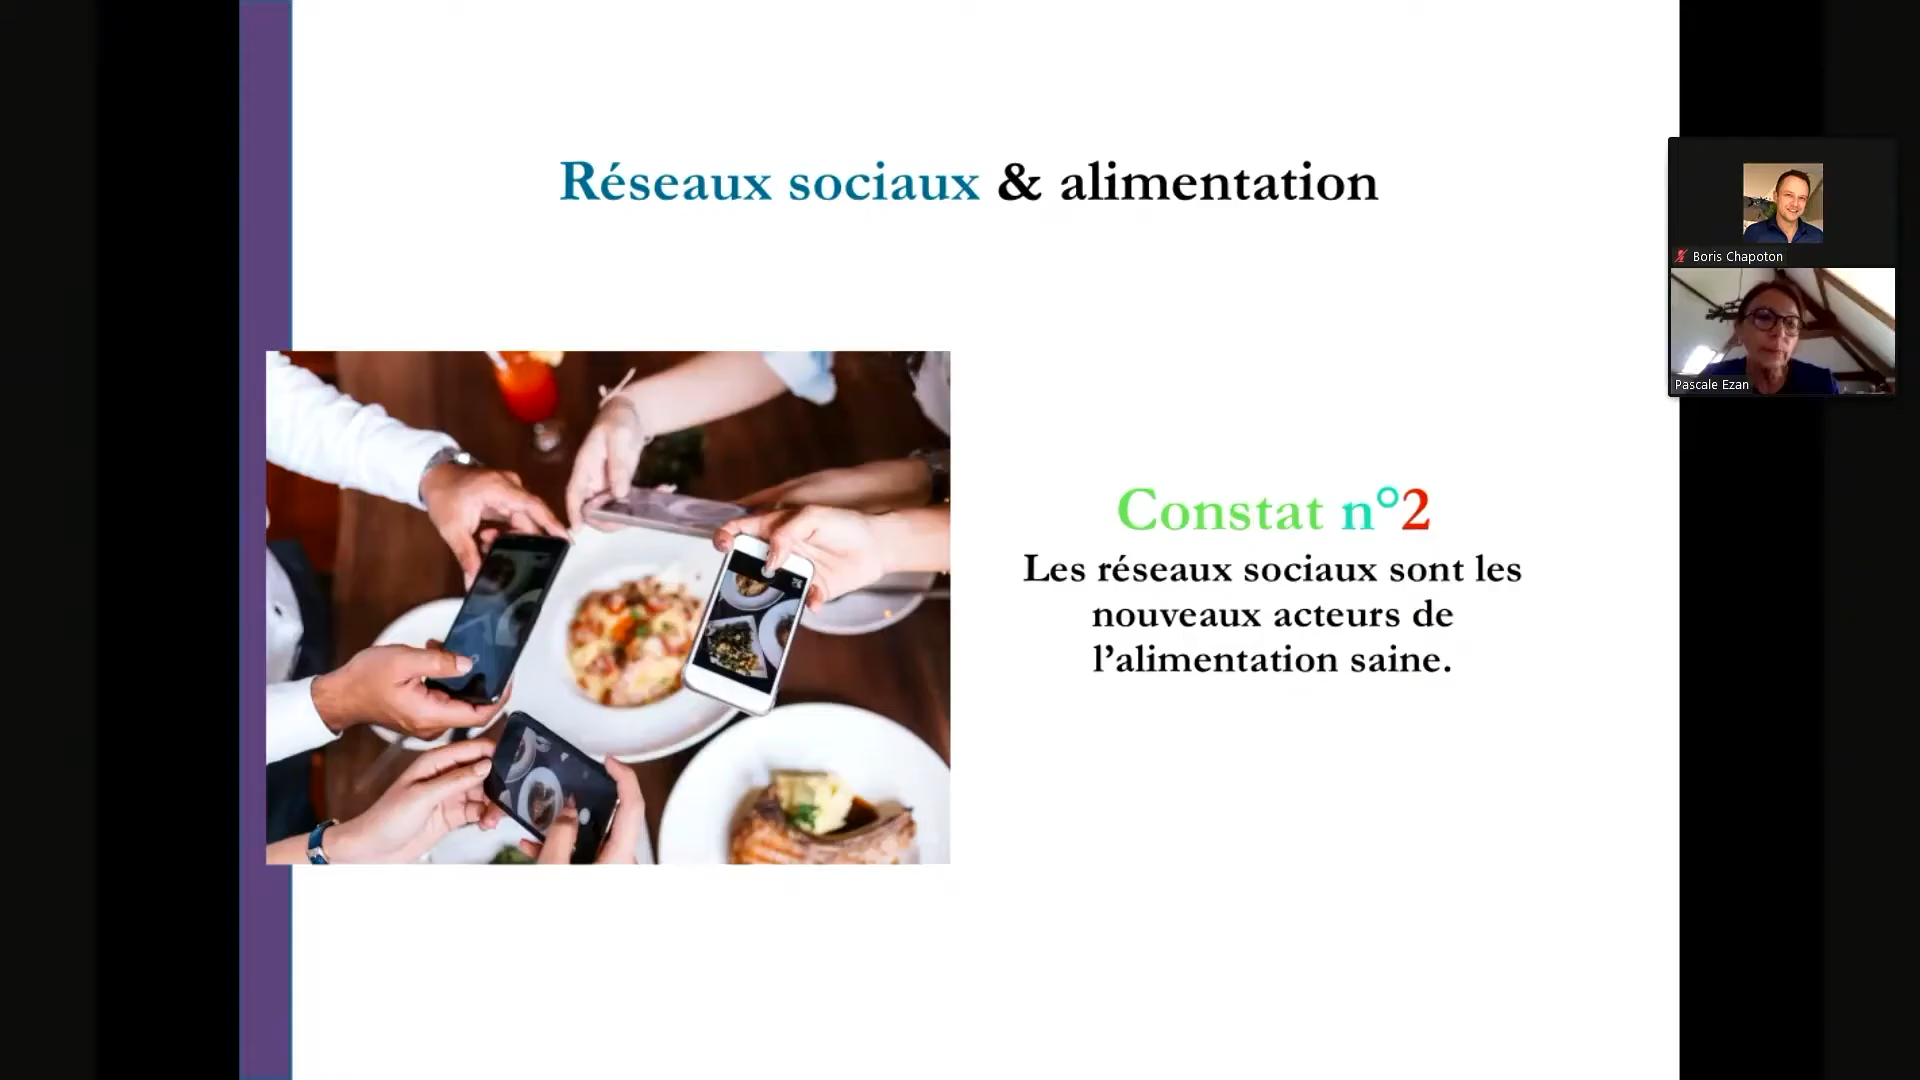 Réseaux sociaux & alimentation
Boris Chapoton
Pascale Ezan
Constat n°2
Les réseaux sociaux sont les
nouveaux acteurs de
l’alimentation saine.